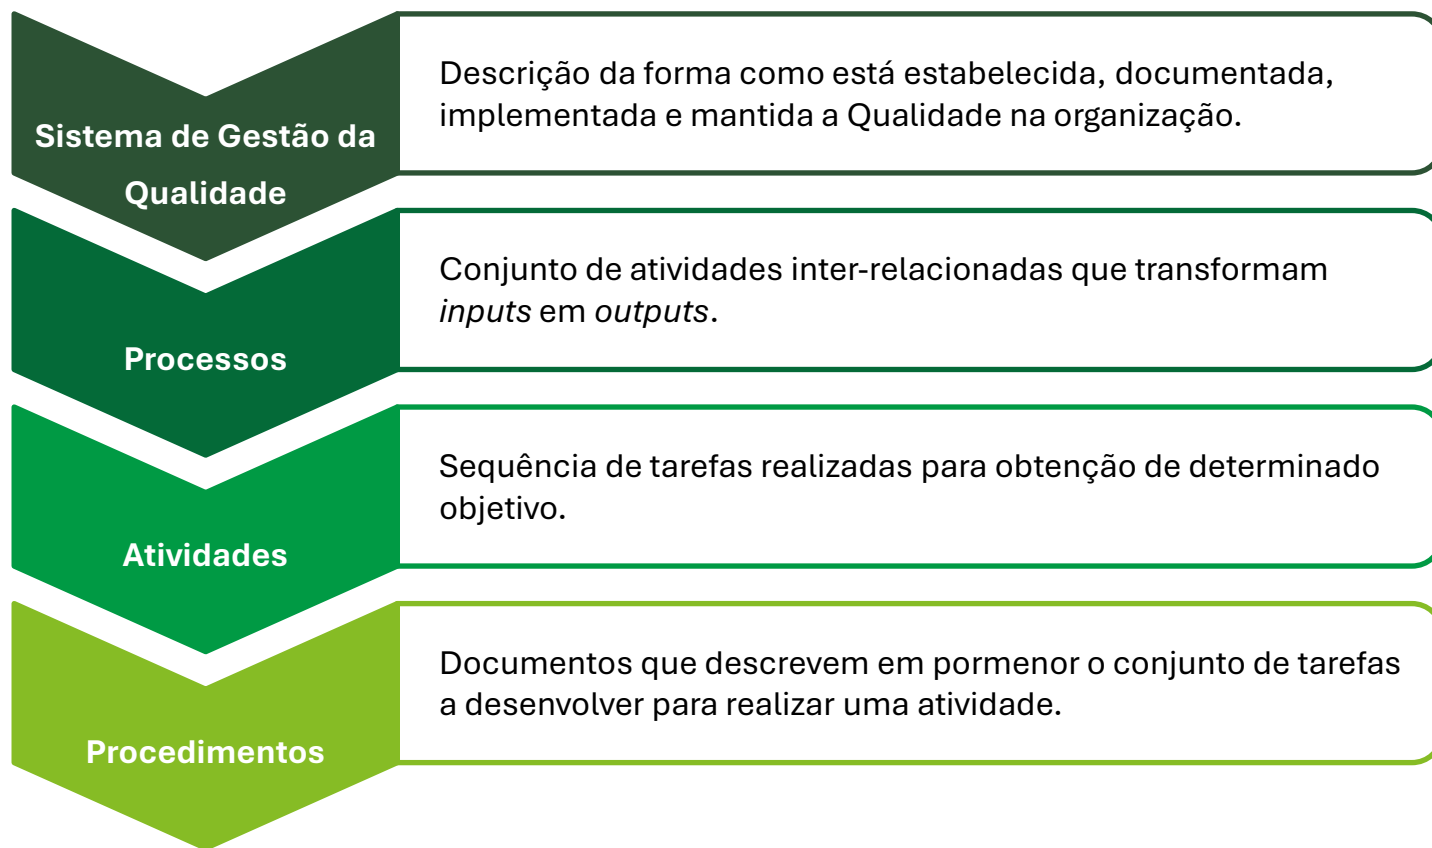 Sistema de Gestão da
Qualidade
Descrição da forma como está estabelecida, documentada,
implementada e mantida a Qualidade na organização.
Processos
Conjunto de atividades inter-relacionadas que transformam
inputs em outputs.
Atividades
Sequência de tarefas realizadas para obtenção de determinado
objetivo.
Procedimentos
Documentos que descrevem em pormenor o conjunto de tarefas
a desenvolver para realizar uma atividade.